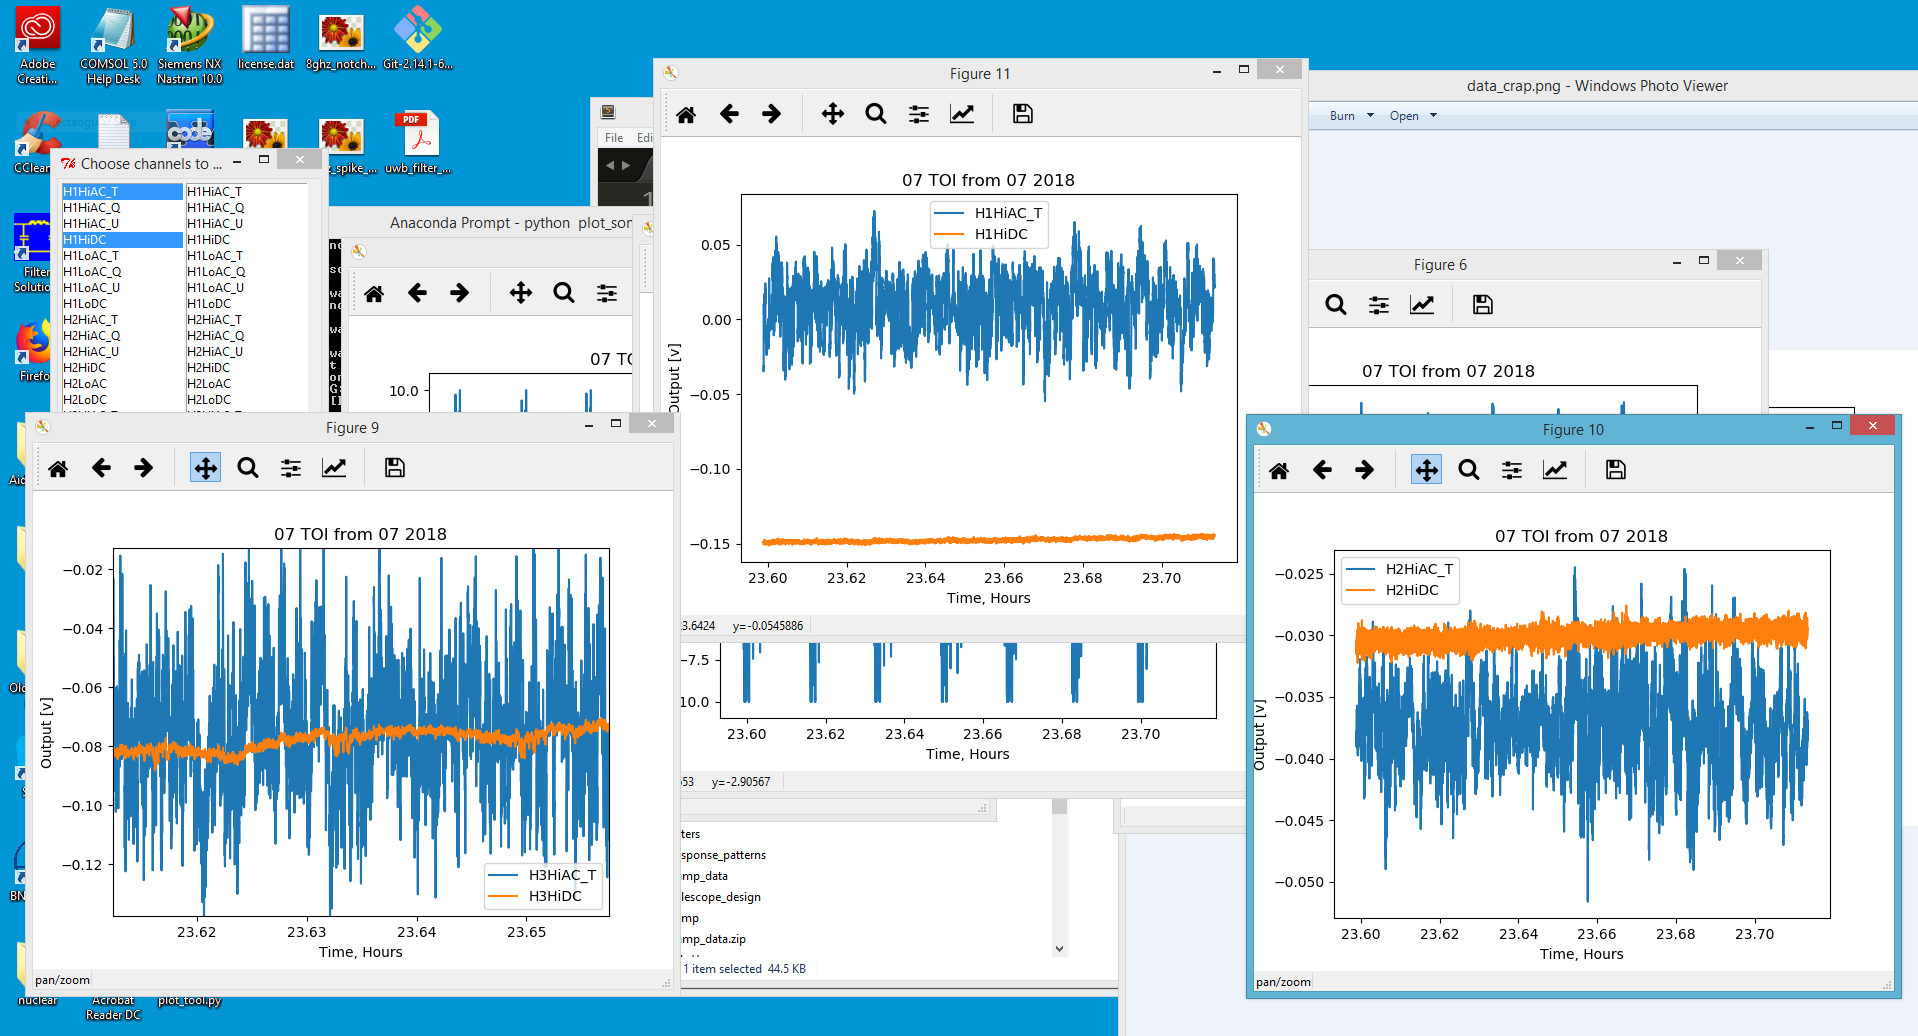 Adobe
Creati...
COMSOL 5.0
Help Desk
Siemens NX
Nastran 10.0
license.dat
8ghz_notch...
Git-2.14.1-6...
CClean
z_spike_...
PDF
uwb_filter_...
Filter
Solution
Firefo
nuclear
Acrobat
Reader DC
plot_tool.py
Choose channels to ...
H1HiAC_T H1HiAC_T
H1HiAC_Q H1HiAC_Q
H1HiAC_U H1HiAC_U
H1HiDC H1HiDC
H1LoAC_T H1LoAC_T
H1LoAC_Q H1LoAC_Q
H1LoAC_U H1LoAC_U
H1LoDC H1LoDC
H2HiAC_T H2HiAC_T
H2HiAC_Q H2HiAC_Q
H2HiAC_U H2HiAC_U
H2HiDC H2HiDC
H2LoAC H2LoAC
H2LoDC H2LoDC
Anaconda Prompt - python plot_son
File Edi
07 TO
10.0
Figure 11
07 TOI from 07 2018
H1HiAC_T
H1HiDC
0.05
0.00
−0.05
−0.10
−0.15
Output [v]
23.60 23.62 23.64 23.66 23.68 23.70
Time, Hours
3.6424 y=-0.0545886
−7.5
10.0
23.60 23.62 23.64 23.66 23.68 23.70
Time, Hours
y=-2.90567
ters
sponse_patterns
mp_data
lescope_design
mp
mp_data.zip
1 item selected 44.5 KB
data_crap.png - Windows Photo Viewer
Burn Open
Figure 6
07 TOI from 07 2018
Figure 9
07 TOI from 07 2018
−0.02
−0.04
−0.06
−0.08
−0.10
−0.12
Output [v]
H3HiAC_T
H3HiDC
23.62 23.63 23.64 23.65
Time, Hours
pan/zoom
Figure 10
07 TOI from 07 2018
H2HiAC_T
H2HiDC
−0.025
−0.030
−0.035
−0.040
−0.045
−0.050
Output [v]
23.60 23.62 23.64 23.66 23.68 23.70
Time, Hours
pan/zoom